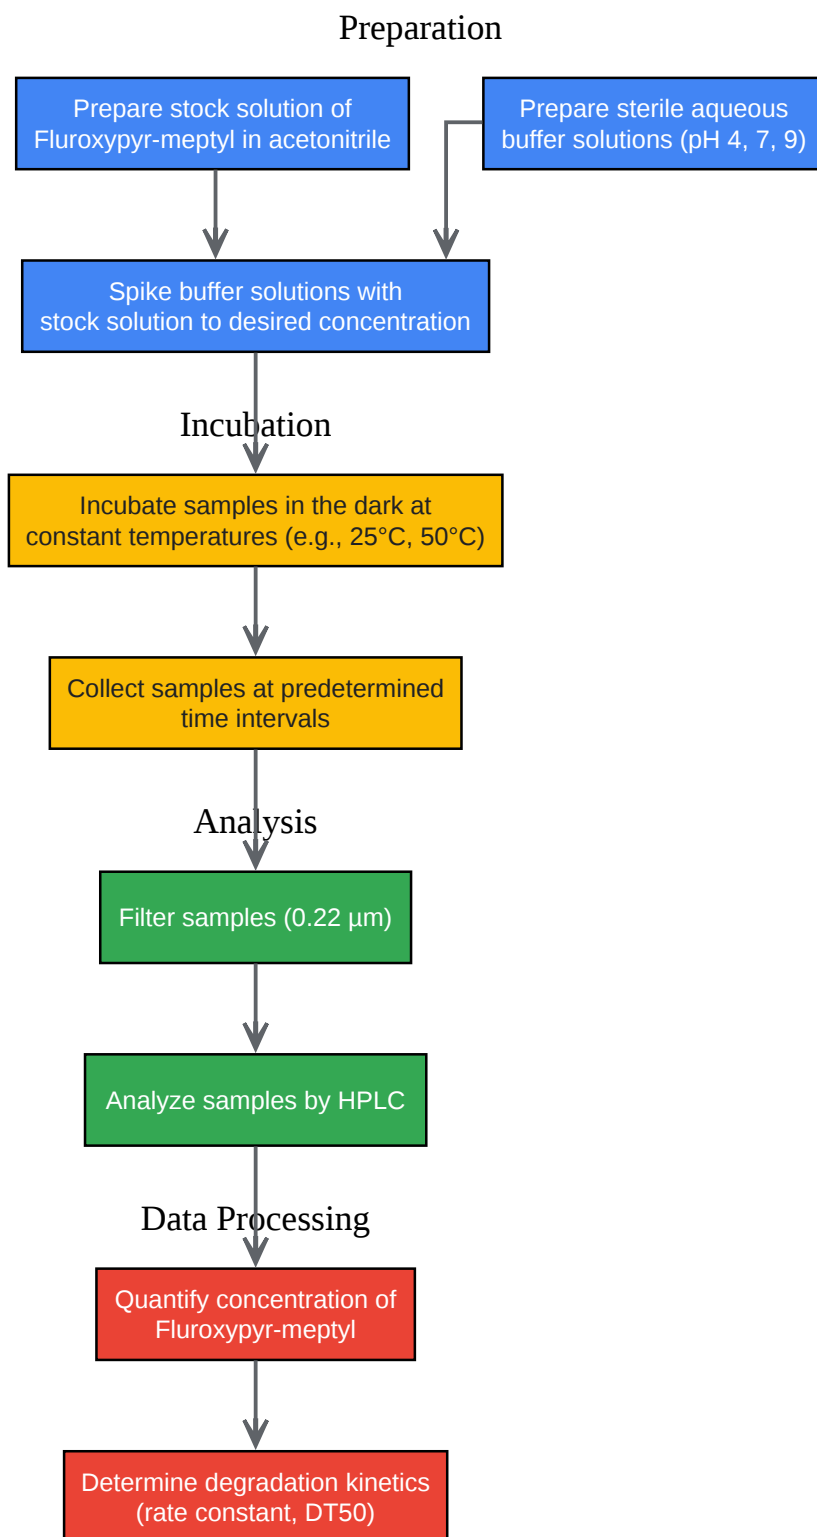 Preparation
Prepare stock solution of
Fluroxypyr-meptyl in acetonitrile
Prepare sterile aqueous
buffer solutions (pH 4, 7, 9)
Spike buffer solutions with
stock solution to desired concentration
Incubation
Incubate samples in the dark at
constant temperatures (e.g., 25°C, 50°C)
Collect samples at predetermined
time intervals
Analysis
Filter samples (0.22 µm)
Analyze samples by HPLC
Data Processing
Quantify concentration of
Fluroxypyr-meptyl
Determine degradation kinetics
(rate constant, DT50)